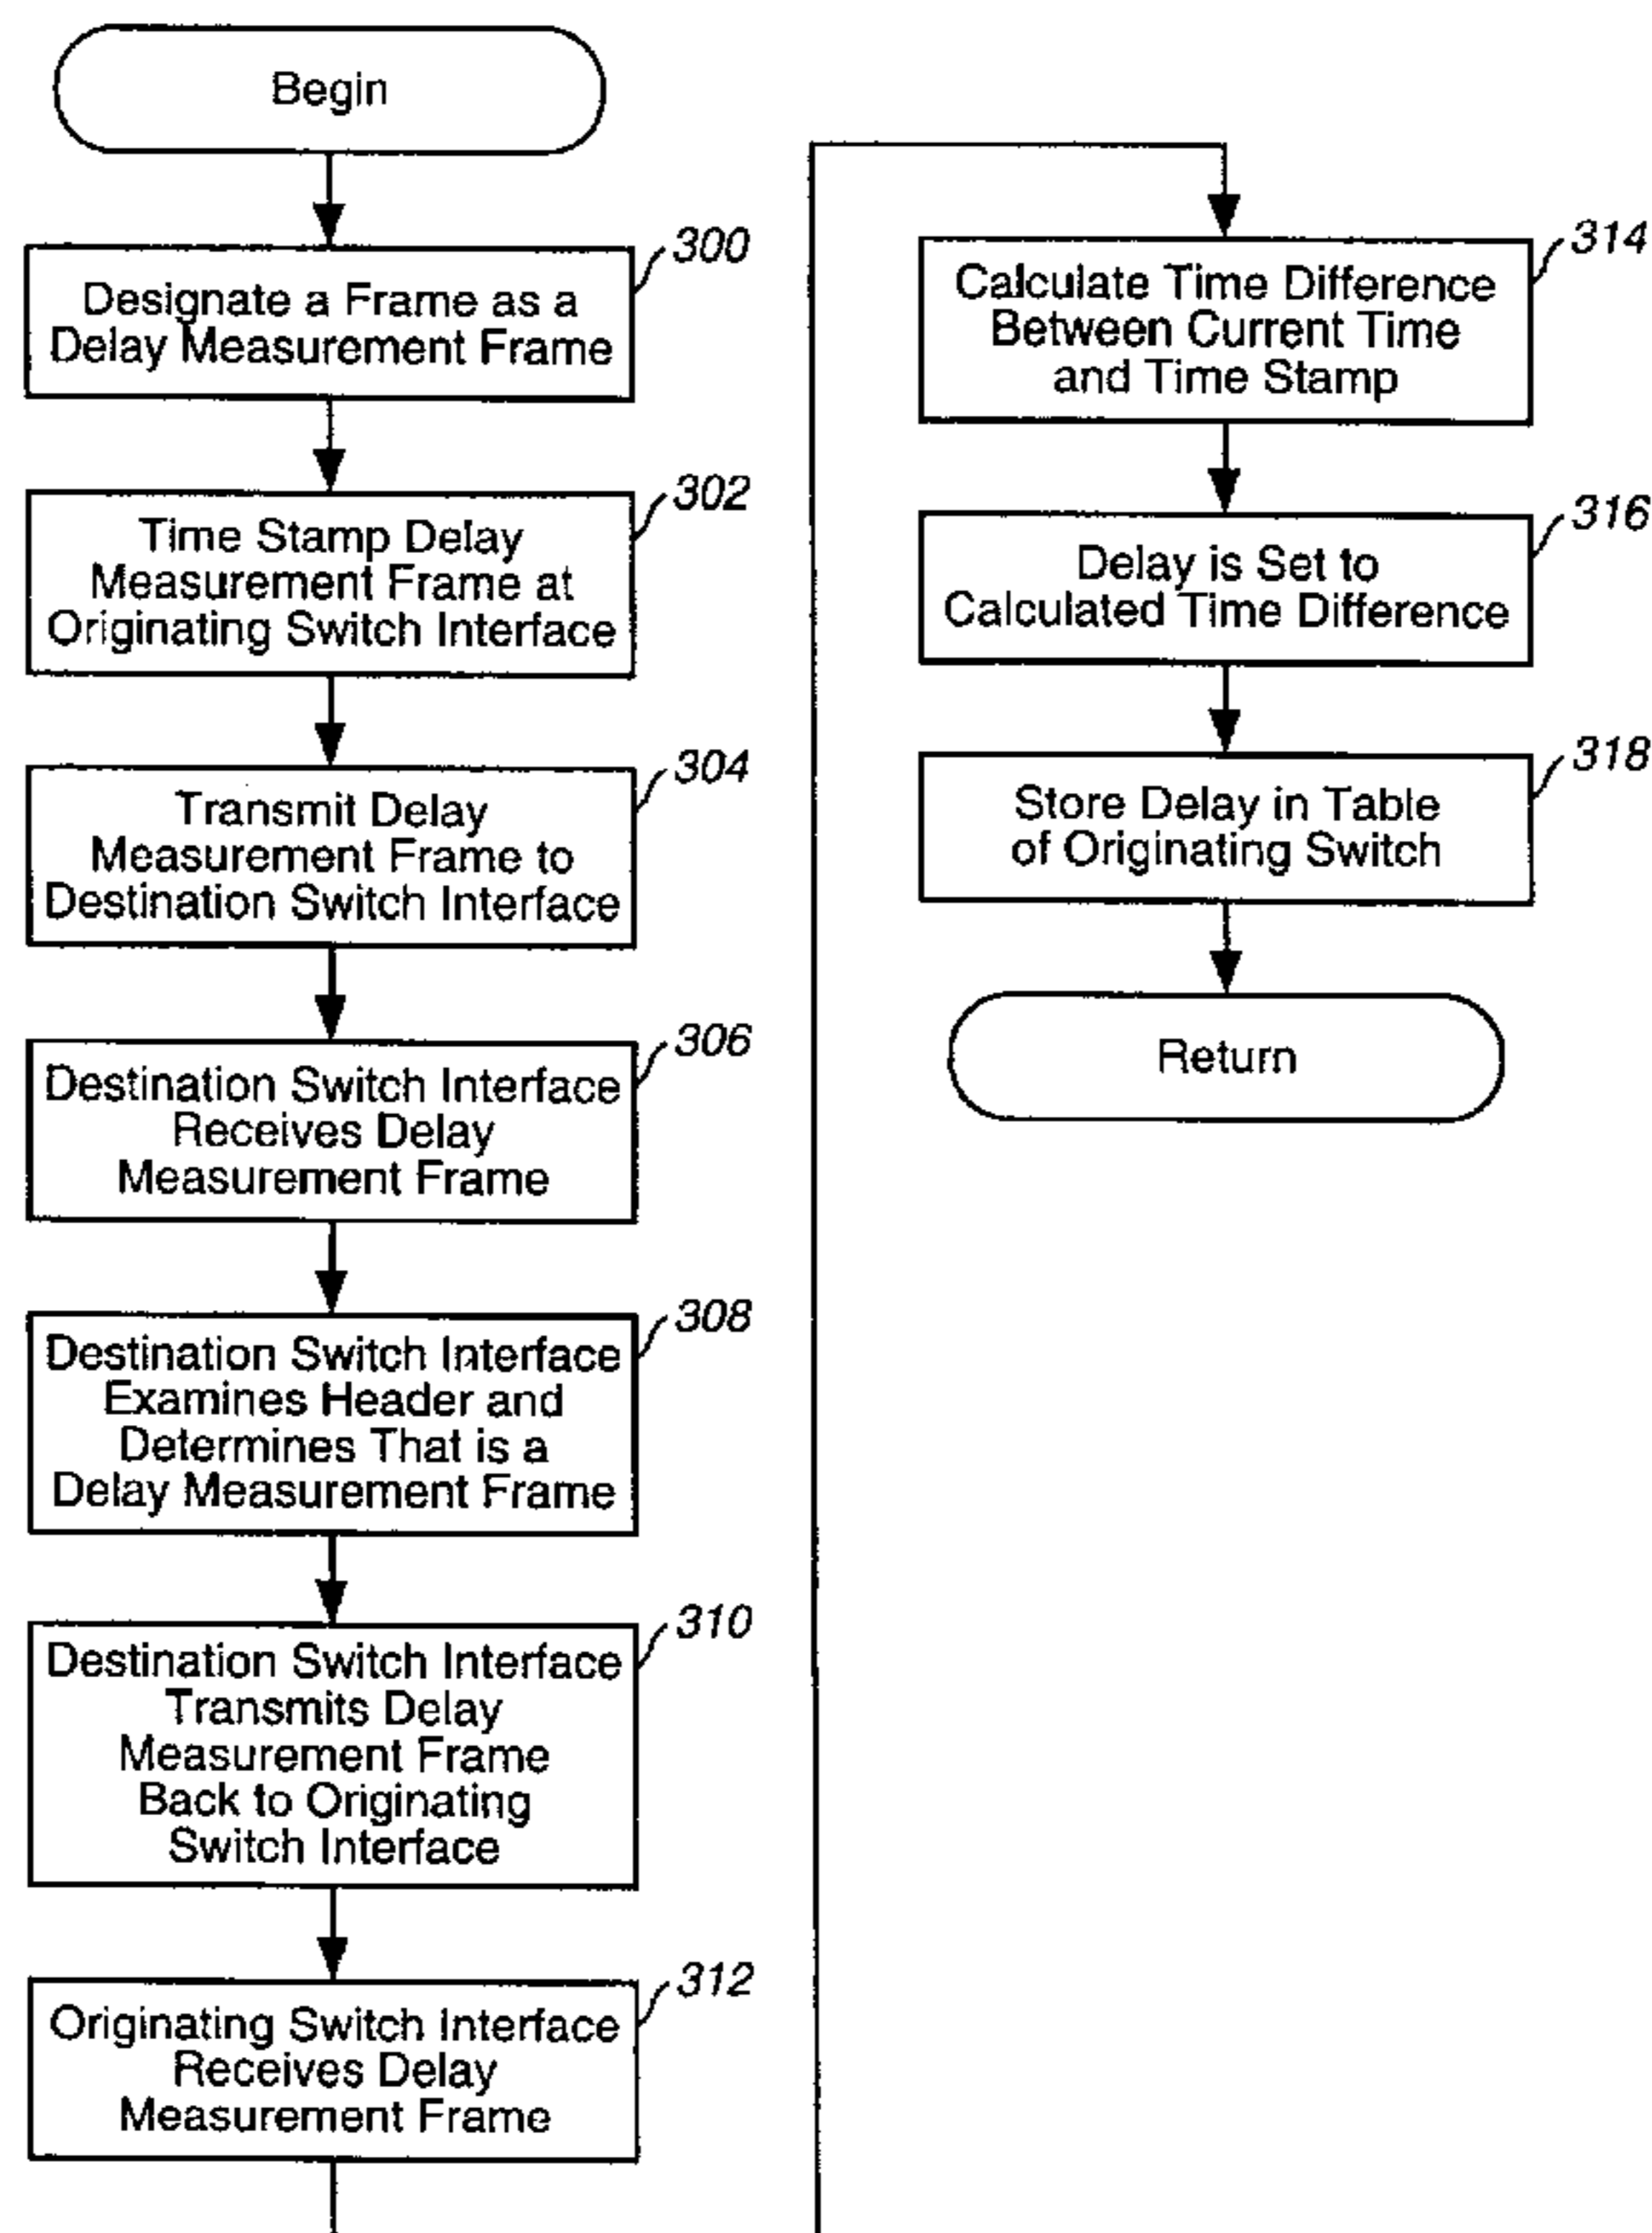 Begin
300
Designate a Frame as a
Delay Measurement Frame
302
Time Stamp Delay
Measurement Frame at
Originating Switch Interface
304
Transmit Delay
Measurement Frame to
Destination Switch Interface
306
Destination Switch Interface
Receives Delay
Measurement Frame
308
Destination Switch Interface
Examines Header and
Determines That is a
Delay Measurement Frame
310
Destination Switch Interface
Transmits Delay
Measurement Frame
Back to Originating
Switch Interface
312
Originating Switch Interface
Receives Delay
Measurement Frame
314
Calculate Time Difference
Between Current Time
and Time Stamp
316
Delay is Set to
Calculated Time Difference
318
Store Delay in Table
of Originating Switch
Return